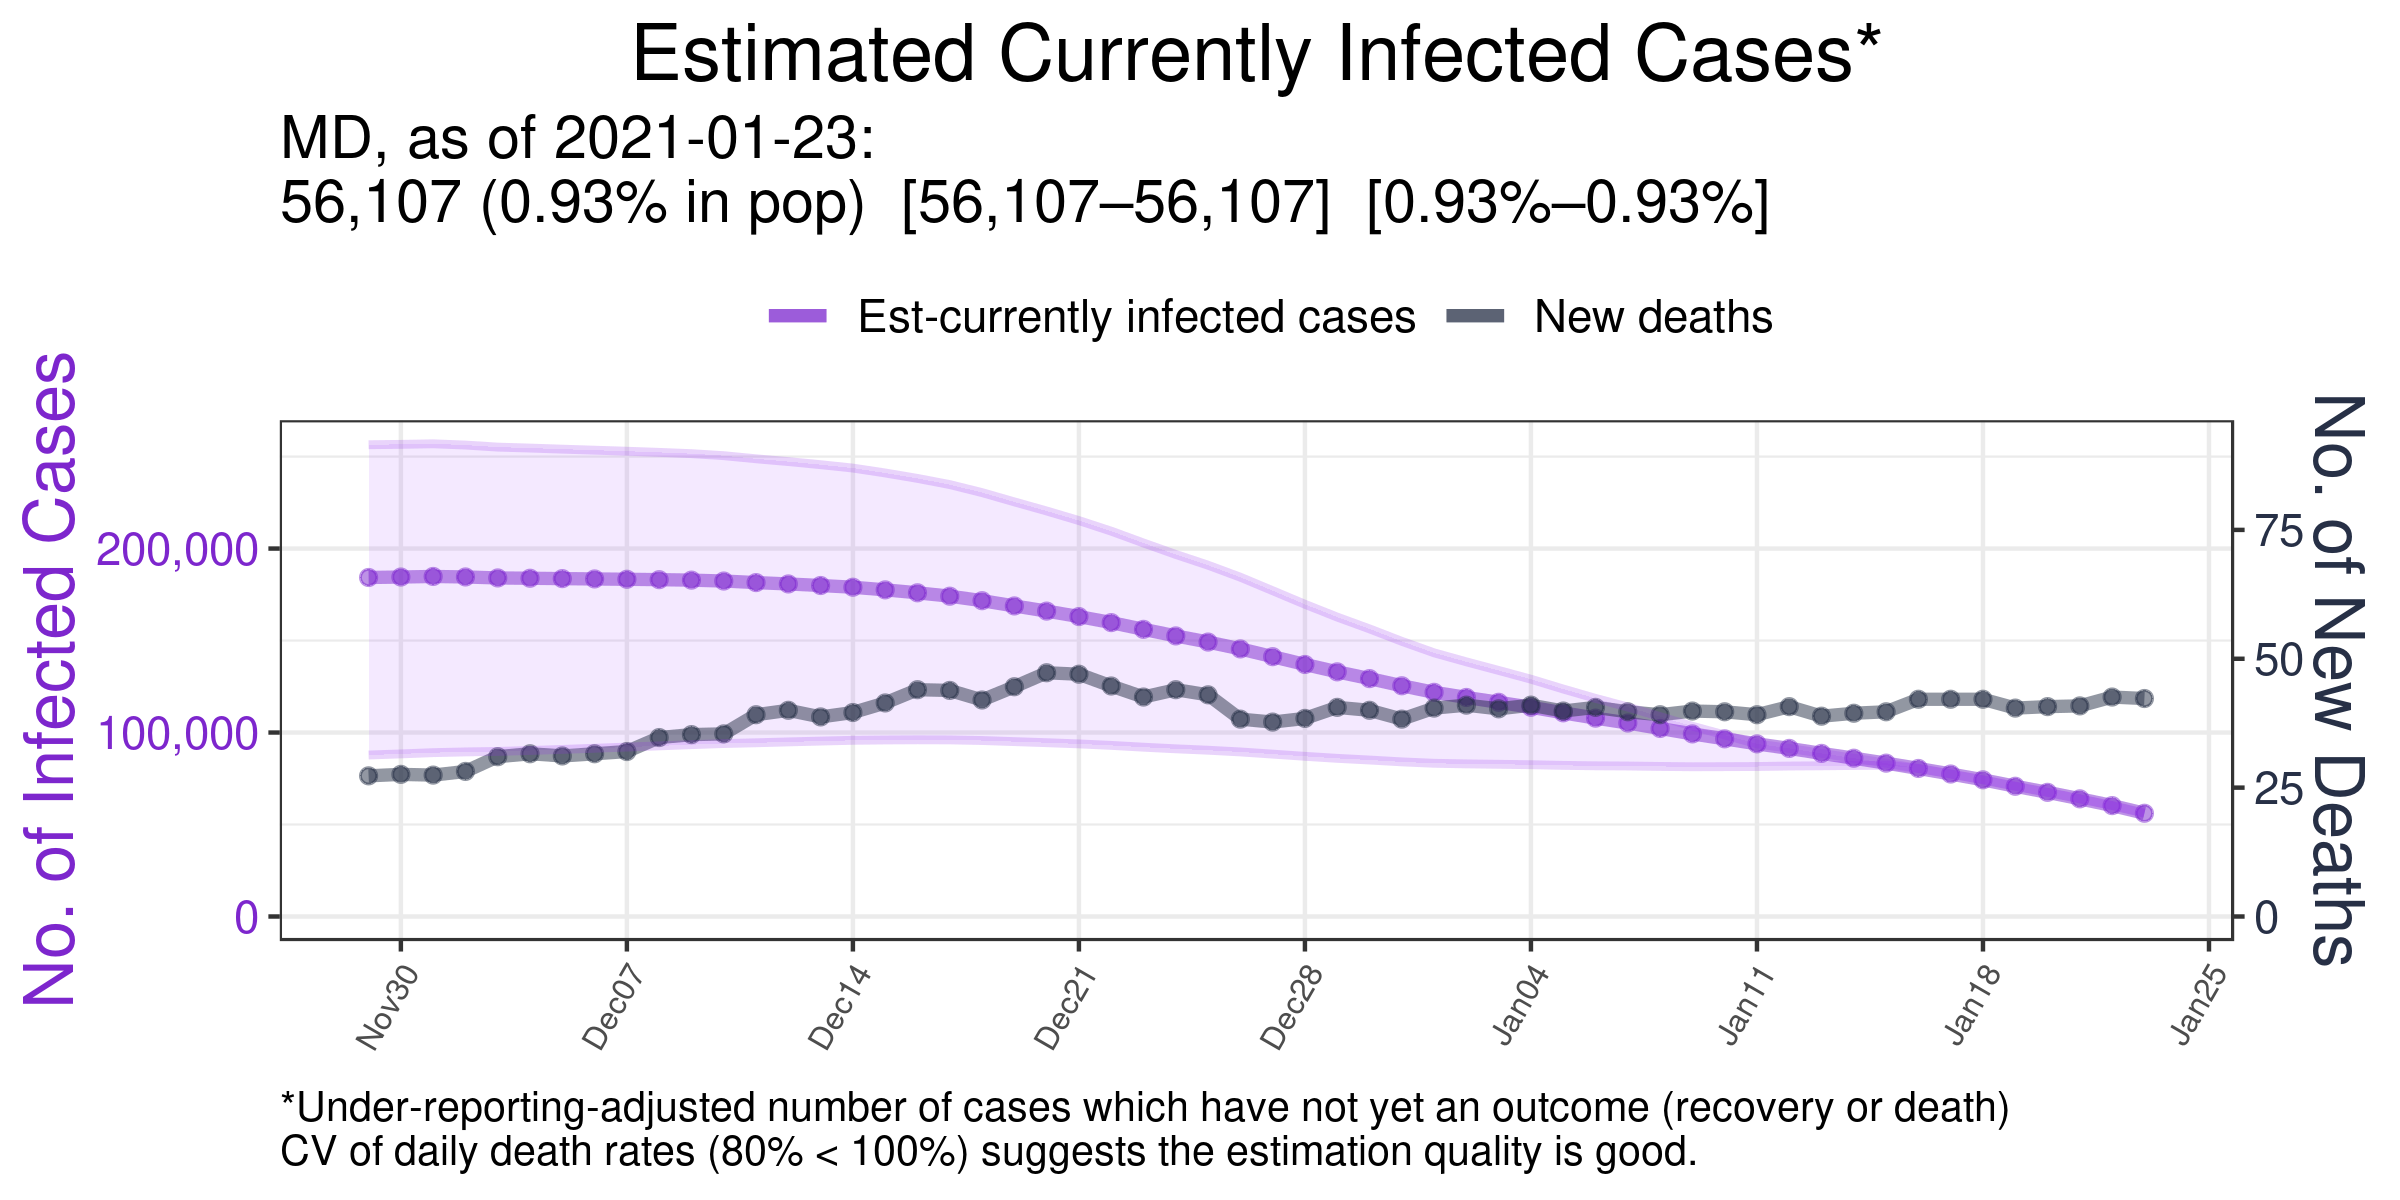 Estimated Currently Infected Cases*
MD, as of 2021-01-23:
56,107 (0.93% in pop)  [56,107–56,107]  [0.93%–0.93%]
Est-currently infected cases
New deaths
No. of Infected Cases
200,000
100,000
0
75
50
25
0
No. of New Deaths
Nov30
Dec07
Dec14
Dec21
Dec28
Jan04
Jan11
Jan18
Jan25
*Under-reporting-adjusted number of cases which have not yet an outcome (recovery or death)
CV of daily death rates (80% < 100%) suggests the estimation quality is good.